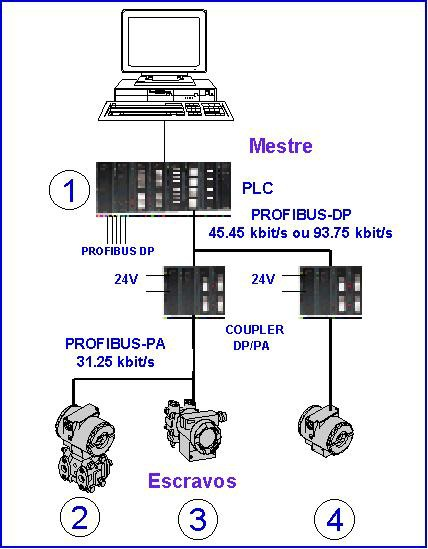 Mestre
1
PLC
PROFIBUS-DP
45.45 kbit/s ou 93.75 kbit/s
PROFIBUS DP
24V
24V
COUPLER
DP/PA
PROFIBUS-PA
31.25 kbit/s
Escravos
2
3
4